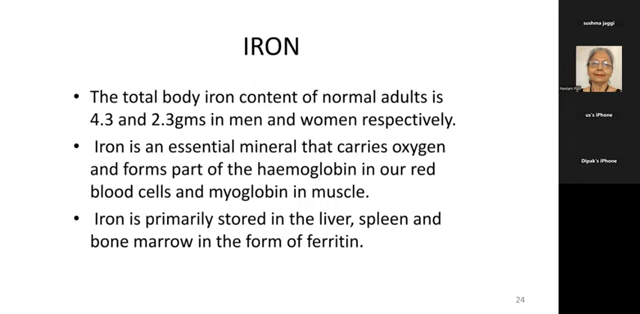 IRON
• The total body iron content of normal adults is
4.3 and 2.3gms in men and women respectively.
• Iron is an essential mineral that carries oxygen
and forms part of the haemoglobin in our red
blood cells and myoglobin in muscle.
• Iron is primarily stored in the liver, spleen and
bone marrow in the form of ferritin.
24
sushma jaggi
us's iPhone
Dipak's iPhone